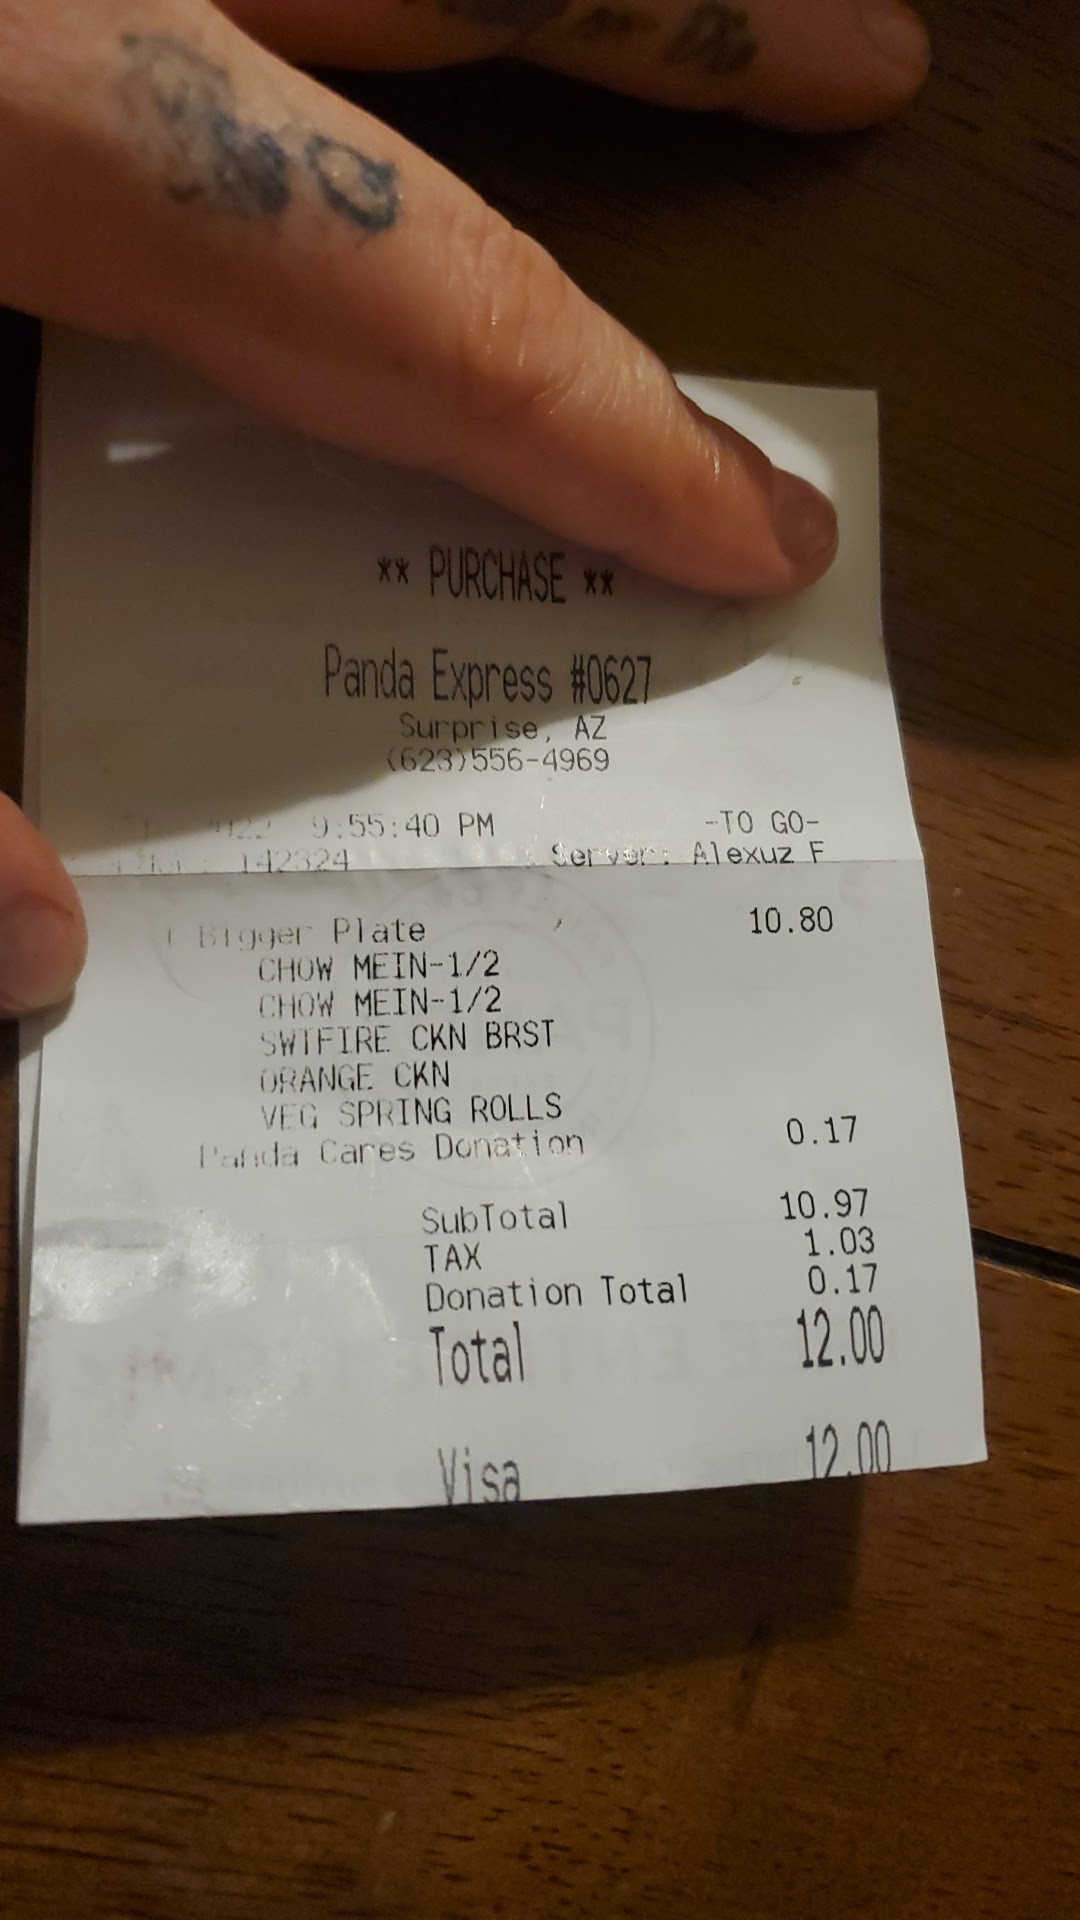 ** PURCHASE **
Panda Express #0627
Surprise, AZ
(623)556-4969
2022 9:55:40 PM -TO GO-
142324 Server: Alexuz F
1 Bigger Plate 10.80
CHOW MEIN-1/2
CHOW MEIN-1/2
SWTFIRE CKN BRST
ORANGE CKN
VEG SPRING ROLLS
Panda Cares Donation 0.17
SubTotal 10.97
TAX 1.03
Donation Total 0.17
Total 12.00
Visa 12.00